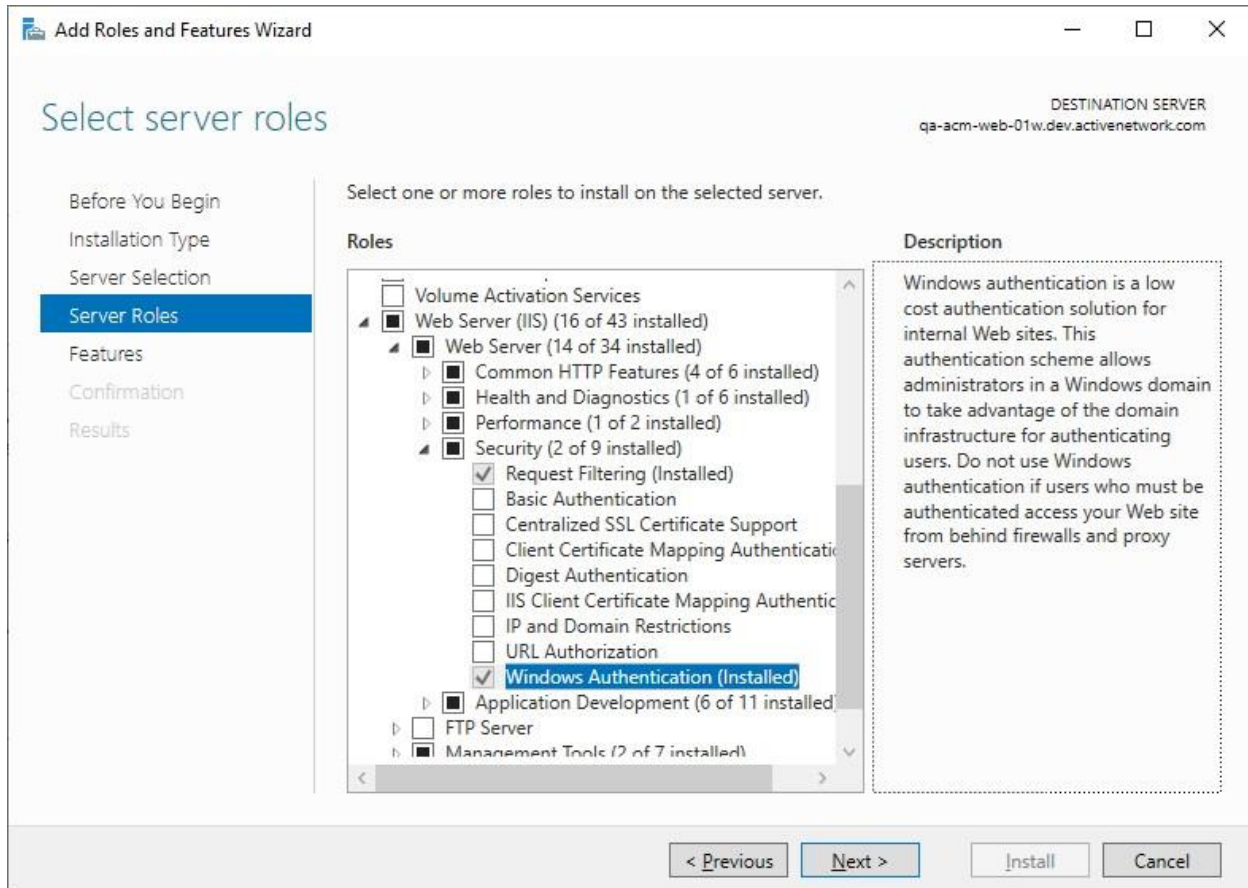 Add Roles and Features Wizard
Select server roles
DESTINATION SERVER
qa-acm-web-01w.dev.activenetwork.com
Before You Begin
Installation Type
Server Selection
Server Roles
Features
Confirmation
Results
Select one or more roles to install on the selected server.
Roles
Volume Activation Services
Web Server (IIS) (16 of 43 installed)
Web Server (14 of 34 installed)
Common HTTP Features (4 of 6 installed)
Health and Diagnostics (1 of 6 installed)
Performance (1 of 2 installed)
Security (2 of 9 installed)
Request Filtering (Installed)
Basic Authentication
Centralized SSL Certificate Support
Client Certificate Mapping Authenticatic
Digest Authentication
IIS Client Certificate Mapping Authentic
IP and Domain Restrictions
URL Authorization
Windows Authentication (Installed)
Application Development (6 of 11 installed)
FTP Server
Management Tools (2 of 7 installed)
Description
Windows authentication is a low
cost authentication solution for
internal Web sites. This
authentication scheme allows
administrators in a Windows domain
to take advantage of the domain
infrastructure for authenticating
users. Do not use Windows
authentication if users who must be
authenticated access your Web site
from behind firewalls and proxy
servers.
< Previous
Next >
Install
Cancel